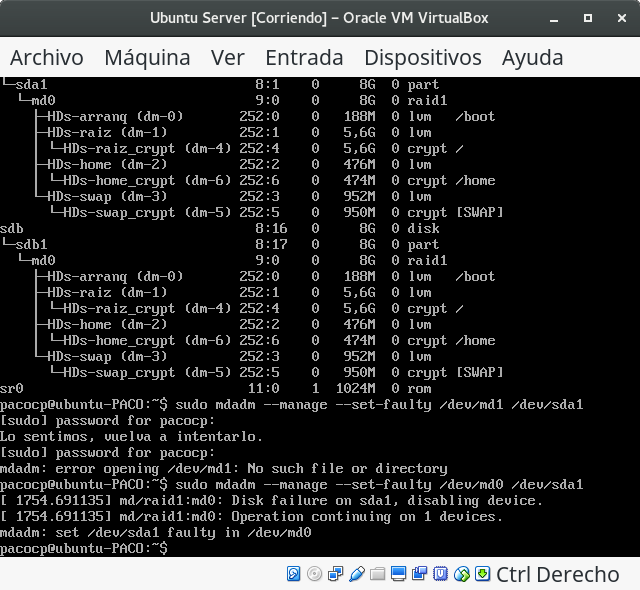 Ubuntu Server [Corriendo] – Oracle VM VirtualBox
Archivo Máquina Ver Entrada Dispositivos Ayuda
└─sda1 8:1 0 8G 0 part
└─md0 9:0 0 8G 0 raid1
├─HDs-arranq (dm-0) 252:0 0 188M 0 lvm /boot
├─HDs-raiz (dm-1) 252:1 0 5,6G 0 lvm
│ └─HDs-raiz_crypt (dm-4) 252:4 0 5,6G 0 crypt /
├─HDs-home (dm-2) 252:2 0 476M 0 lvm
│ └─HDs-home_crypt (dm-6) 252:6 0 474M 0 crypt /home
└─HDs-swap (dm-3) 252:3 0 952M 0 lvm
└─HDs-swap_crypt (dm-5) 252:5 0 950M 0 crypt [SWAP]
sdb 8:16 0 8G 0 disk
└─sdb1 8:17 0 8G 0 part
└─md0 9:0 0 8G 0 raid1
├─HDs-arranq (dm-0) 252:0 0 188M 0 lvm /boot
├─HDs-raiz (dm-1) 252:1 0 5,6G 0 lvm
│ └─HDs-raiz_crypt (dm-4) 252:4 0 5,6G 0 crypt /
├─HDs-home (dm-2) 252:2 0 476M 0 lvm
│ └─HDs-home_crypt (dm-6) 252:6 0 474M 0 crypt /home
└─HDs-swap (dm-3) 252:3 0 952M 0 lvm
└─HDs-swap_crypt (dm-5) 252:5 0 950M 0 crypt [SWAP]
sr0 11:0 1 1024M 0 rom
pacocp@ubuntu-PACO:~$ sudo mdadm --manage --set-faulty /dev/md1 /dev/sda1
[sudo] password for pacocp:
Lo sentimos, vuelva a intentarlo.
[sudo] password for pacocp:
mdadm: error opening /dev/md1: No such file or directory
pacocp@ubuntu-PACO:~$ sudo mdadm --manage --set-faulty /dev/md0 /dev/sda1
[ 1754.691135] md/raid1:md0: Disk failure on sda1, disabling device.
[ 1754.691135] md/raid1:md0: Operation continuing on 1 devices.
mdadm: set /dev/sda1 faulty in /dev/md0
pacocp@ubuntu-PACO:~$
Ctrl Derecho